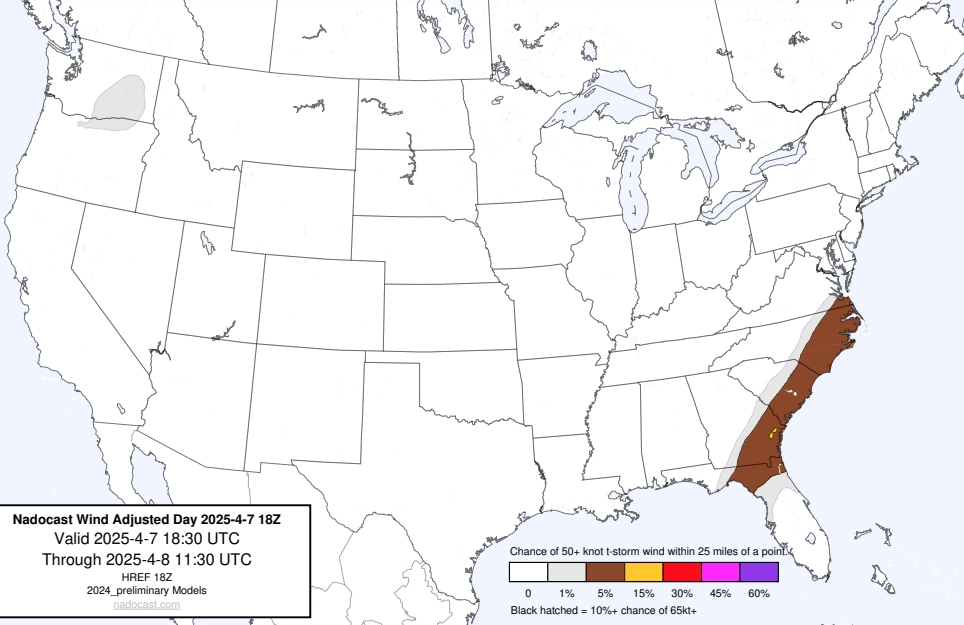 Nadocast Wind Adjusted Day 2025-4-7 18Z
Valid 2025-4-7 18:30 UTC
Through 2025-4-8 11:30 UTC
HREF 18Z
2024_preliminary Models
nadocast.com
Chance of 50+ knot t-storm wind within 25 miles of a point.
0 1% 5% 15% 30% 45% 60%
Black hatched = 10%+ chance of 65kt+